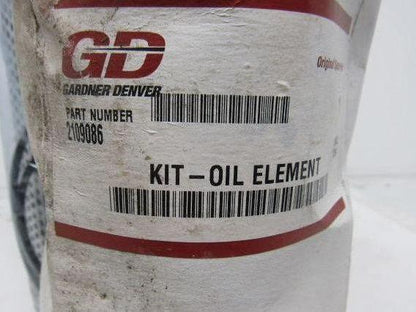 GD
GARDNER DENVER
Original
PART NUMBER
2109086
KIT-OIL ELEMENT